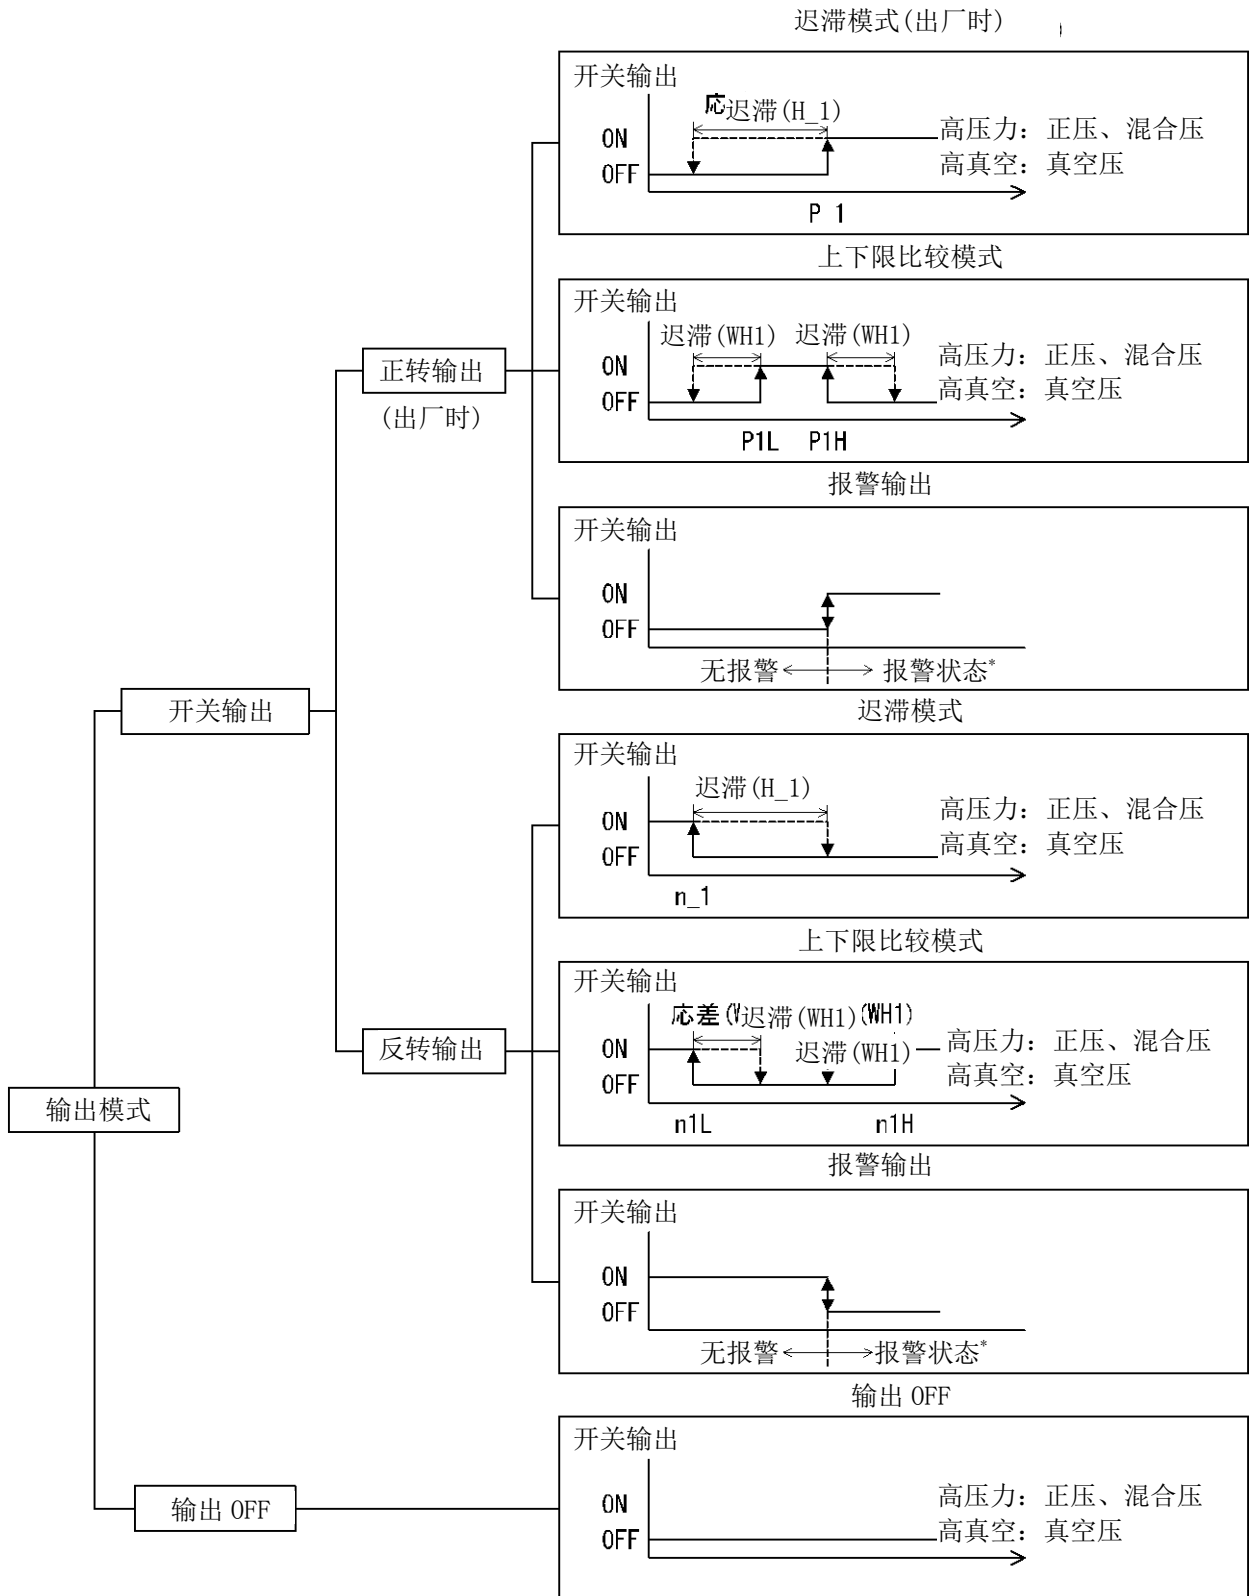 迟滞模式(出厂时)
开关输出
応迟滞(H_1)
ON
OFF
高压力：正压、混合压
高真空：真空压
P 1
上下限比较模式
开关输出
迟滞(WH1) 迟滞(WH1)
ON
OFF
高压力：正压、混合压
高真空：真空压
P1L P1H
正转输出
(出厂时)
报警输出
开关输出
ON
OFF
无报警 报警状态*
开关输出
迟滞模式
开关输出
迟滞(H_1)
ON
OFF
高压力：正压、混合压
高真空：真空压
n_1
上下限比较模式
开关输出
応差( 迟滞(WH1) (WH1)
迟滞(WH1)
ON
OFF
高压力：正压、混合压
高真空：真空压
n1L n1H
反转输出
输出模式
报警输出
开关输出
ON
OFF
无报警 报警状态*
输出 OFF
开关输出
ON
OFF
高压力：正压、混合压
高真空：真空压
输出 OFF